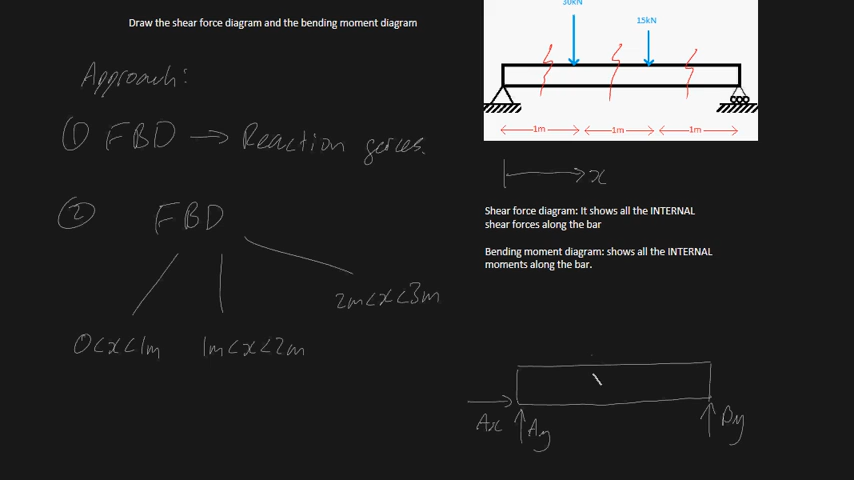 Draw the shear force diagram and the bending moment diagram
30kN
15kN
Approach:
① FBD → Reaction forces.
1m
1m
1m
x
② FBD
Shear force diagram: It shows all the INTERNAL
shear forces along the bar
Bending moment diagram: shows all the INTERNAL
moments along the bar.
2m<x<3m
0<x<1m
1m<x<2m
Ax
Ay
By